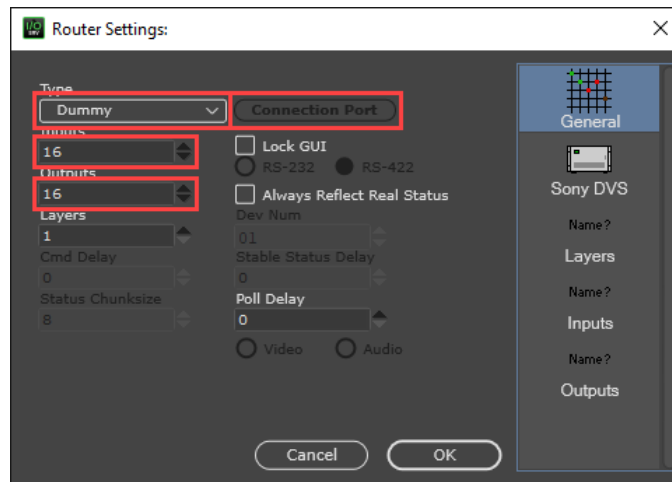 I/O
SRV
Router Settings:
Type
Dummy
Connection Port
Inputs
16
Lock GUI
RS-232
RS-422
Outputs
16
Always Reflect Real Status
Layers
1
Dev Num
01
Cmd Delay
0
Stable Status Delay
0
Status Chunksize
8
Poll Delay
0
Video
Audio
Cancel
OK
General
Sony DVS
Name?
Layers
Name?
Inputs
Name?
Outputs